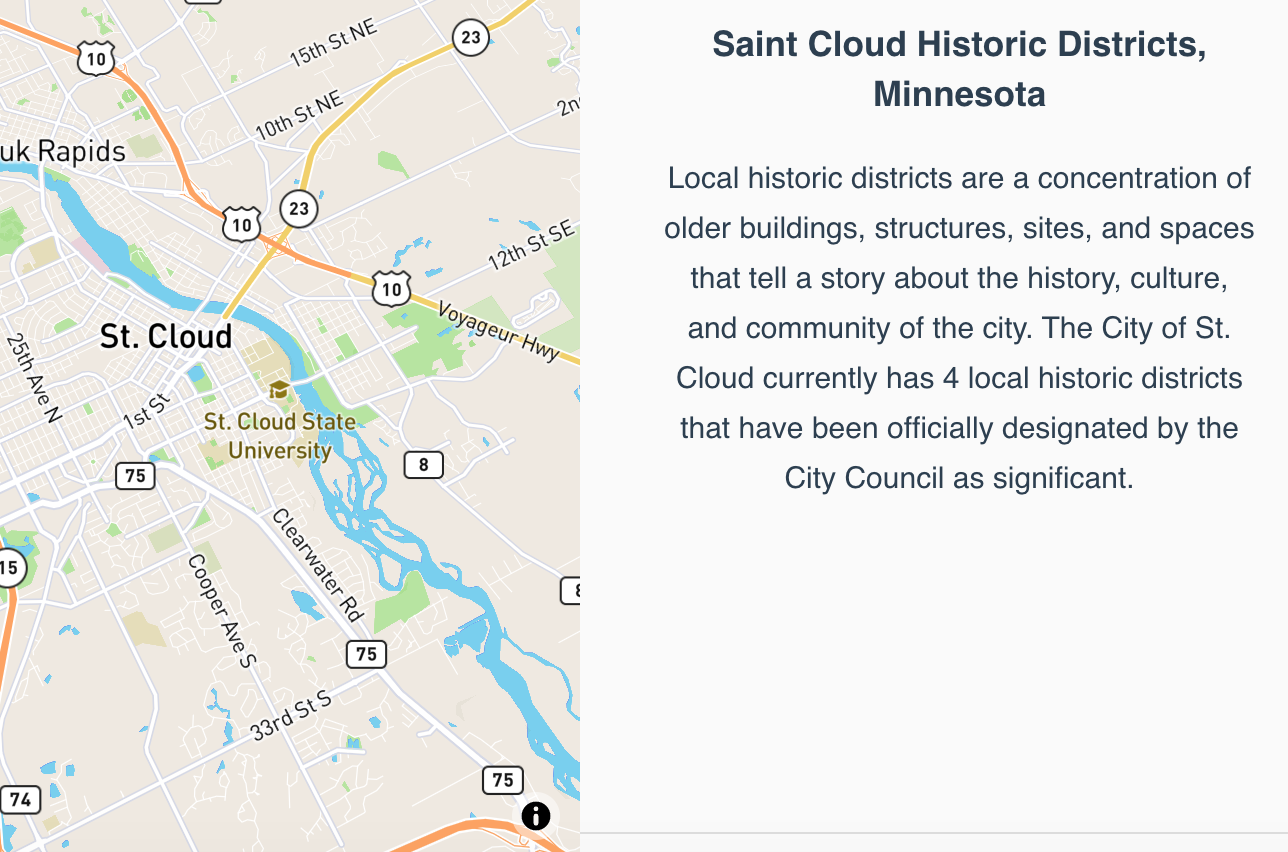 15th St NE
23
10
10th St NE
uk Rapids
23
10
12th St SE
10
Voyageur Hwy
St. Cloud
25th Ave N
1st St
St. Cloud State
University
8
75
Clearwater Rd
15
Cooper Ave S
75
33rd St S
75
74
Saint Cloud Historic Districts,
Minnesota
Local historic districts are a concentration of
older buildings, structures, sites, and spaces
that tell a story about the history, culture,
and community of the city. The City of St.
Cloud currently has 4 local historic districts
that have been officially designated by the
City Council as significant.